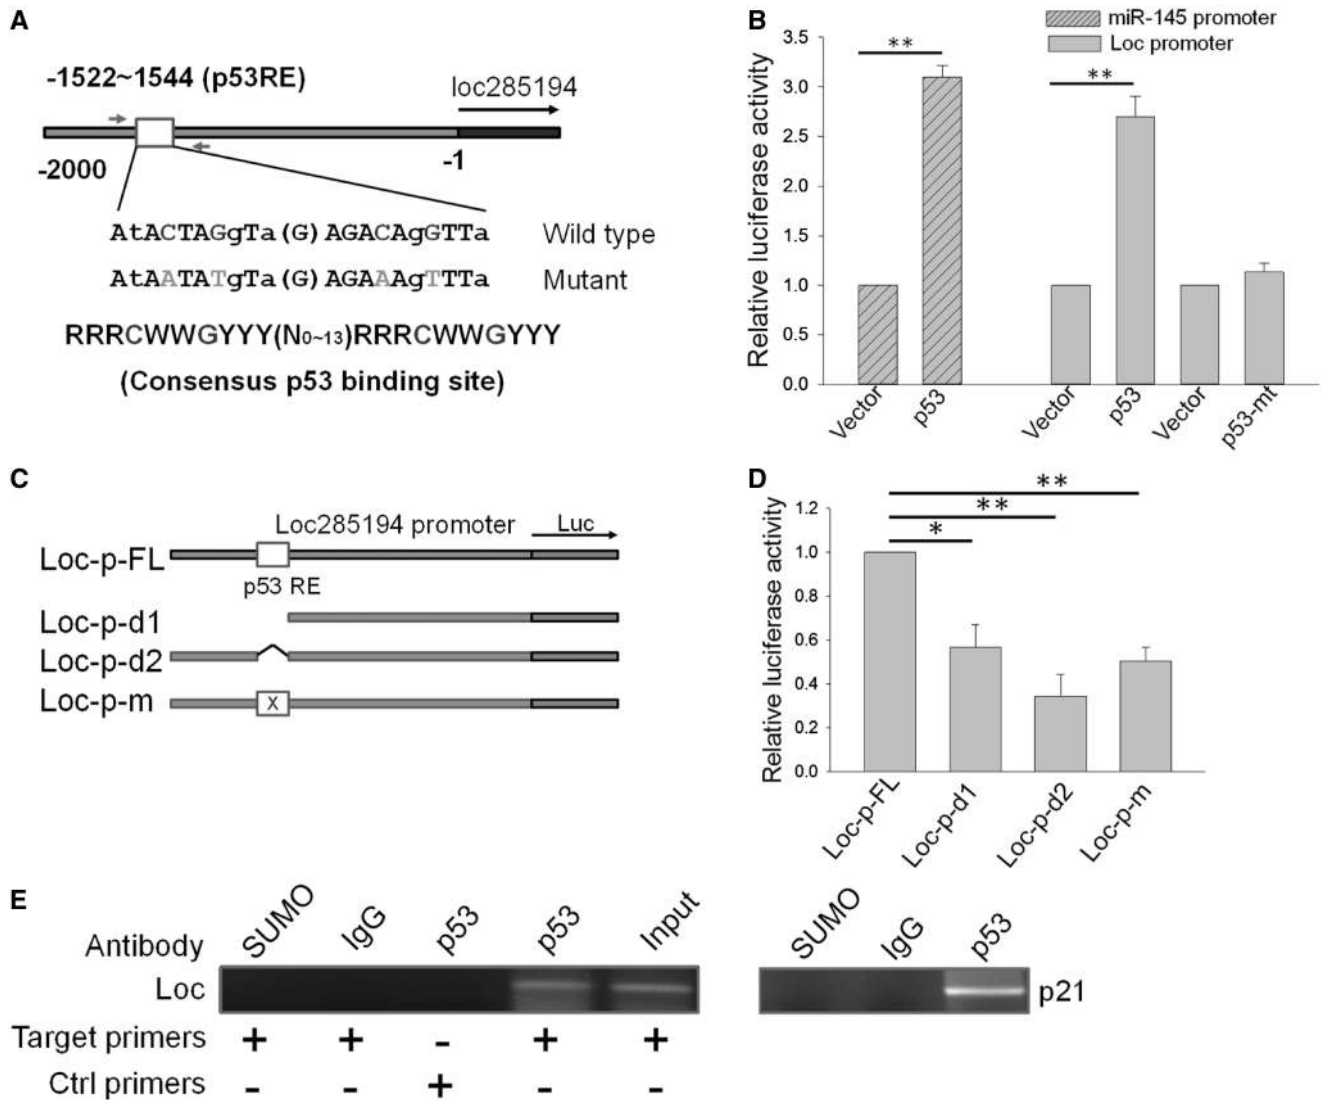 A
-1522~1544 (p53RE)
loc285194
-2000
-1
AtACTAGgTa(G)AGACAgGTTa Wild type
AtAATATgTa(G)AGAAAgTTTa Mutant
RRRCWWGYYY(N0~13)RRRCWWGYYY
(Consensus p53 binding site)
B
miR-145 promoter
Loc promoter
Relative luciferase activity
3.5
3.0
2.5
2.0
1.5
1.0
0.5
0.0
**
**
Vector
p53
Vector
p53
Vector
p53-mt
C
Loc285194 promoter
Luc
Loc-p-FL
p53 RE
Loc-p-d1
Loc-p-d2
Loc-p-m
X
D
Relative luciferase activity
1.2
1.0
0.8
0.6
0.4
0.2
0.0
**
**
*
Loc-p-FL
Loc-p-d1
Loc-p-d2
Loc-p-m
E
Antibody SUMO IgG p53 p53 Input
Loc
Target primers + + - + +
Ctrl primers - - + - -
SUMO IgG p53
p21